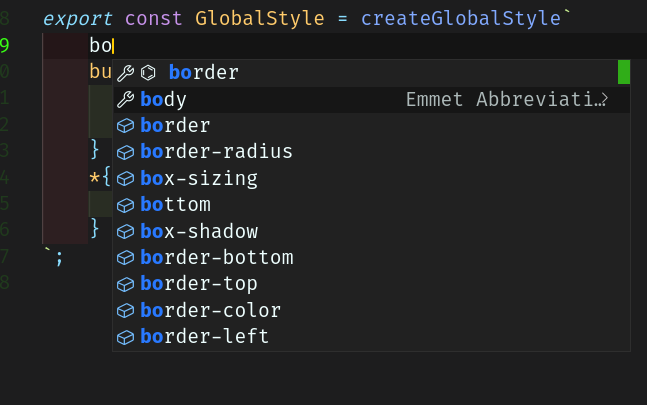 8 export const GlobalStyle = createGlobalStyle`
9 bo
0 bu
border
1 body Emmet Abbreviati…>
2 border
3 } border-radius
4 *{ box-sizing
5 bottom
6 } box-shadow
7 `; border-bottom
8 border-top
border-color
border-left